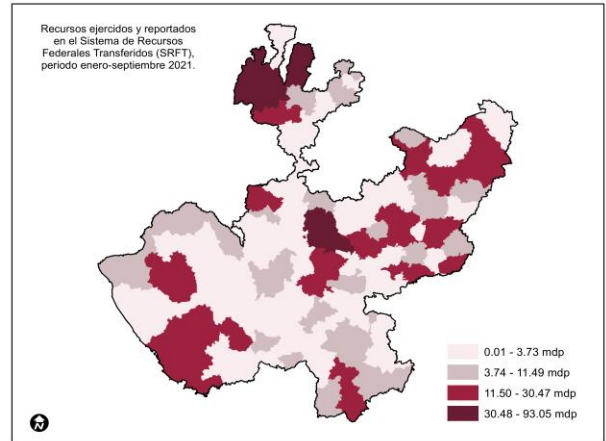 Recursos ejercidos y reportados
en el Sistema de Recursos
Federales Transferidos (SRFT),
periodo enero-septiembre 2021.
0.01 - 3.73 mdp
3.74 - 11.49 mdp
11.50 - 30.47 mdp
30.48 - 93.05 mdp
N